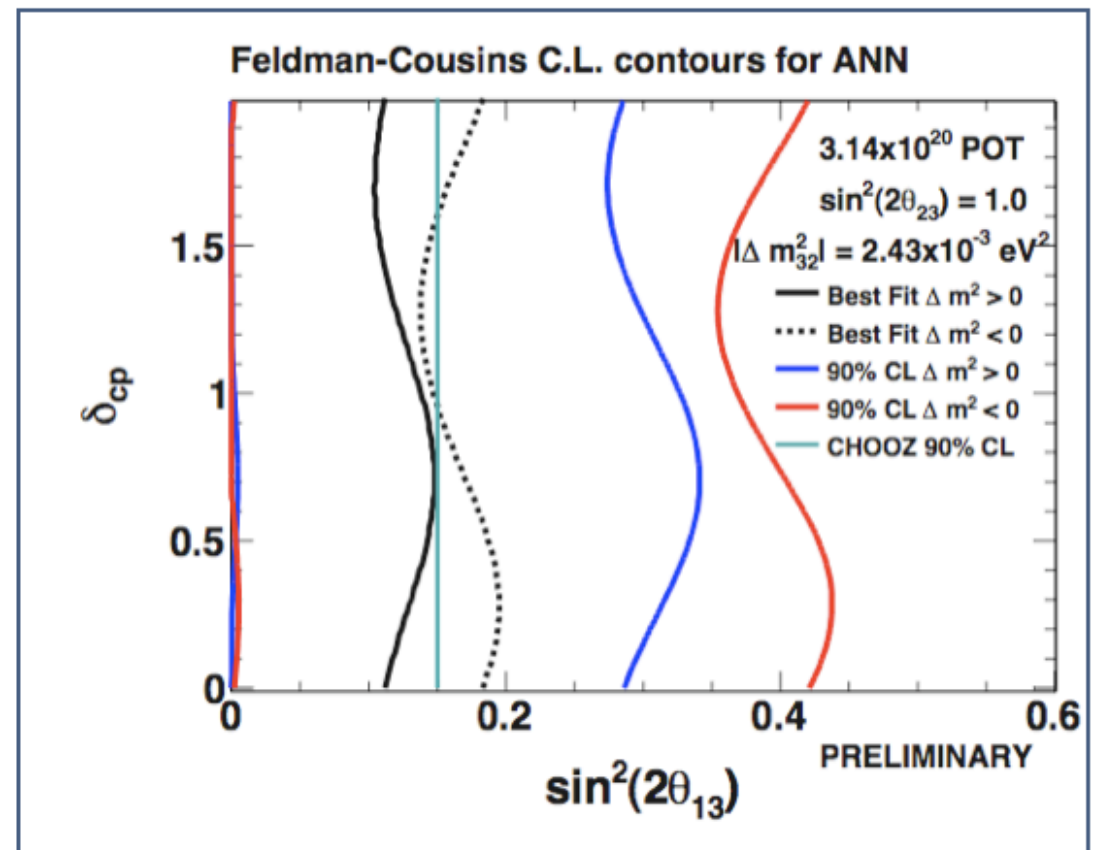 Feldman-Cousins C.L. contours for ANN
3.14x10²⁰ POT
sin²(2θ₂₃) = 1.0
|Δ m²₃₂| = 2.43x10⁻³ eV²
Best Fit Δ m² > 0
Best Fit Δ m² < 0
90% CL Δ m² > 0
90% CL Δ m² < 0
CHOOZ 90% CL
δcp
1.5
1
0.5
0
0 0.2 0.4 0.6
PRELIMINARY
sin²(2θ₁₃)